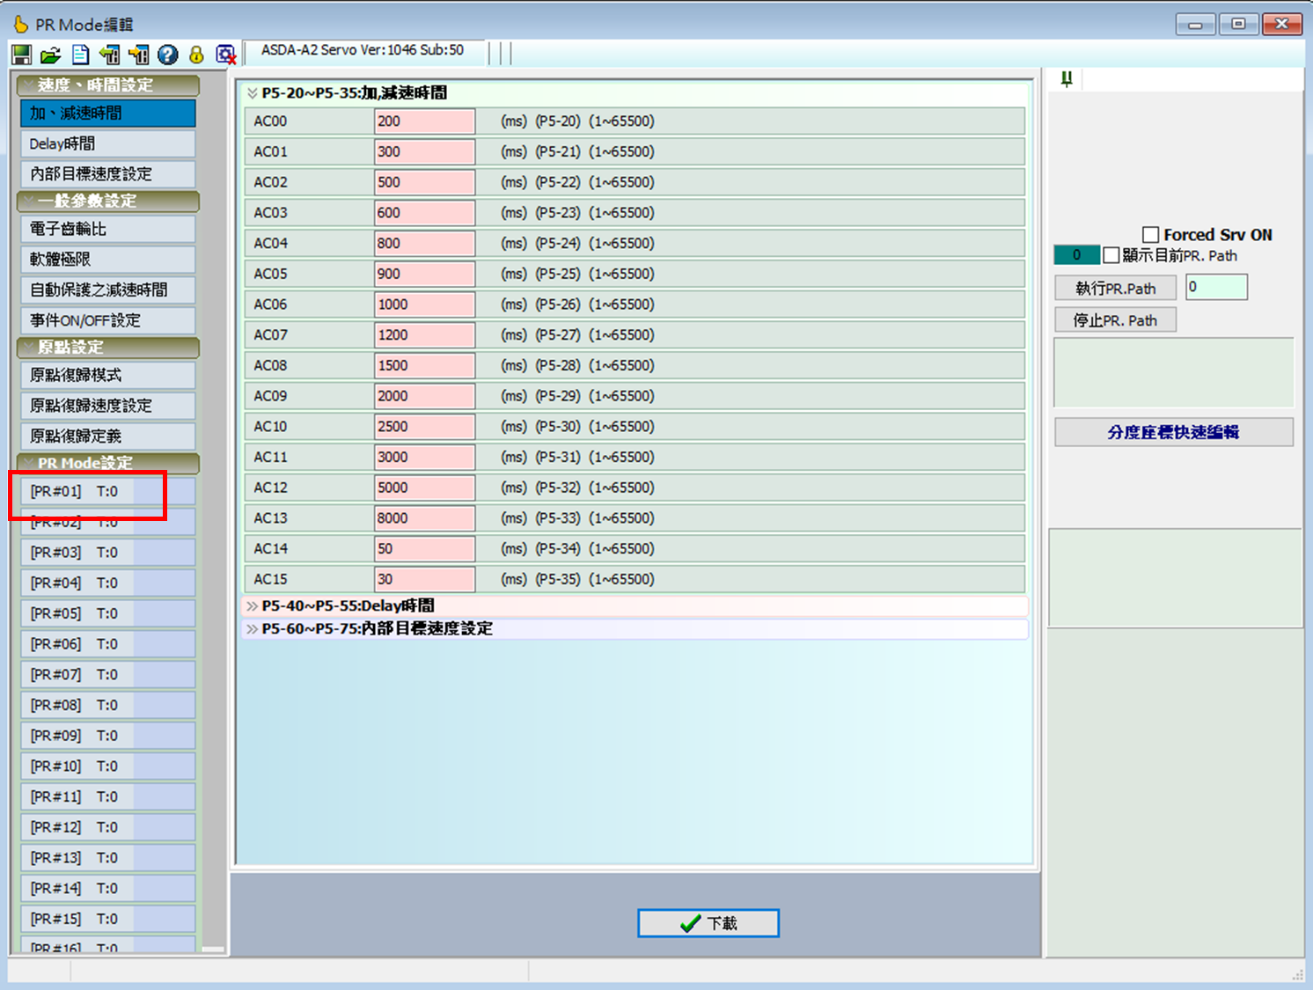 PR Mode編輯
ASDA-A2 Servo Ver:1046 Sub:50
速度、時間設定
加、減速時間
Delay時間
內部目標速度設定
一般參數設定
電子齒輪比
軟體極限
自動保護之減速時間
事件ON/OFF設定
原點設定
原點復歸模式
原點復歸速度設定
原點復歸定義
PR Mode設定
[PR#01] T:0
[PR#02] T:0
[PR#03] T:0
[PR#04] T:0
[PR#05] T:0
[PR#06] T:0
[PR#07] T:0
[PR#08] T:0
[PR#09] T:0
[PR#10] T:0
[PR#11] T:0
[PR#12] T:0
[PR#13] T:0
[PR#14] T:0
[PR#15] T:0
[PR#16] T:0
P5-20~P5-35:加,減速時間
AC00 200 (ms) (P5-20) (1~65500)
AC01 300 (ms) (P5-21) (1~65500)
AC02 500 (ms) (P5-22) (1~65500)
AC03 600 (ms) (P5-23) (1~65500)
AC04 800 (ms) (P5-24) (1~65500)
AC05 900 (ms) (P5-25) (1~65500)
AC06 1000 (ms) (P5-26) (1~65500)
AC07 1200 (ms) (P5-27) (1~65500)
AC08 1500 (ms) (P5-28) (1~65500)
AC09 2000 (ms) (P5-29) (1~65500)
AC10 2500 (ms) (P5-30) (1~65500)
AC11 3000 (ms) (P5-31) (1~65500)
AC12 5000 (ms) (P5-32) (1~65500)
AC13 8000 (ms) (P5-33) (1~65500)
AC14 50 (ms) (P5-34) (1~65500)
AC15 30 (ms) (P5-35) (1~65500)
P5-40~P5-55:Delay時間
P5-60~P5-75:內部目標速度設定
下載
Forced Srv ON
0 顯示目前PR. Path
執行PR.Path 0
停止PR. Path
分度座標快速編輯